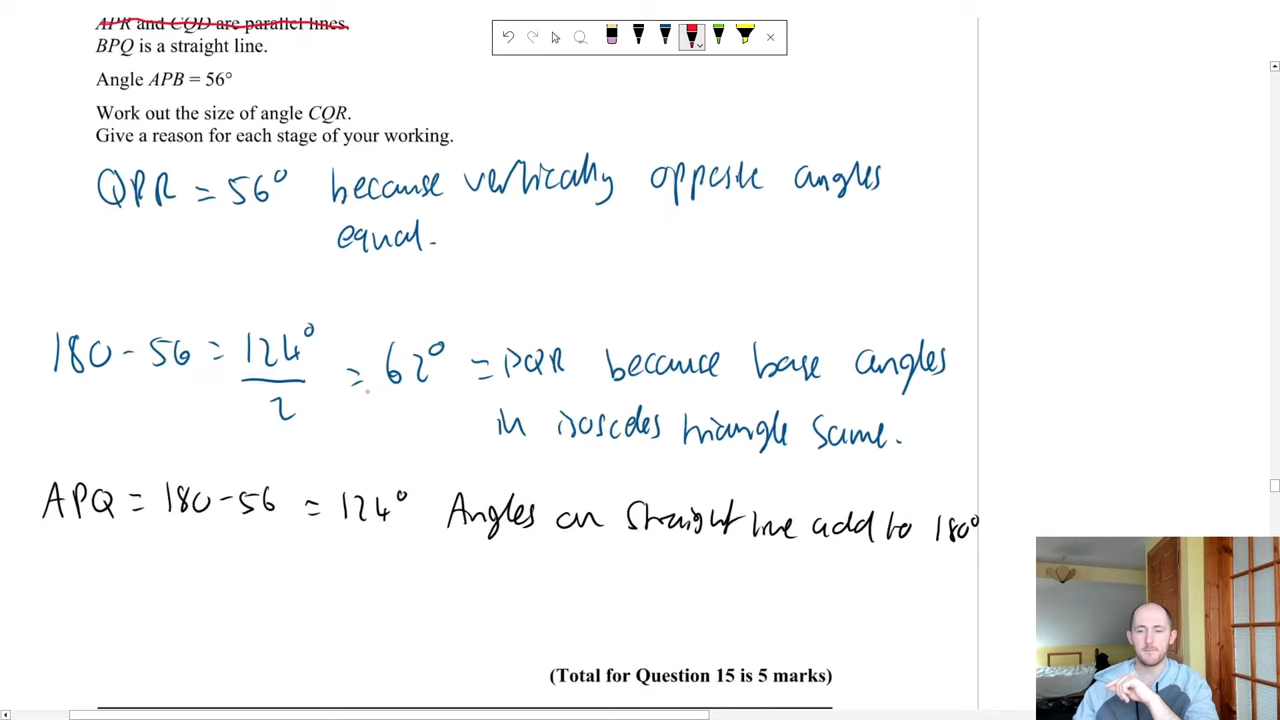 APR and CQD are parallel lines.
BPQ is a straight line.
Angle APB = 56°
Work out the size of angle CQR.
Give a reason for each stage of your working.
QPR = 56° because vertically opposite angles
equal.
180 - 56 = 124° / 2 = 62° = PQR because base angles
in isosceles triangle same.
APQ = 180 - 56 = 124° Angles on straight line add to 180°
(Total for Question 15 is 5 marks)